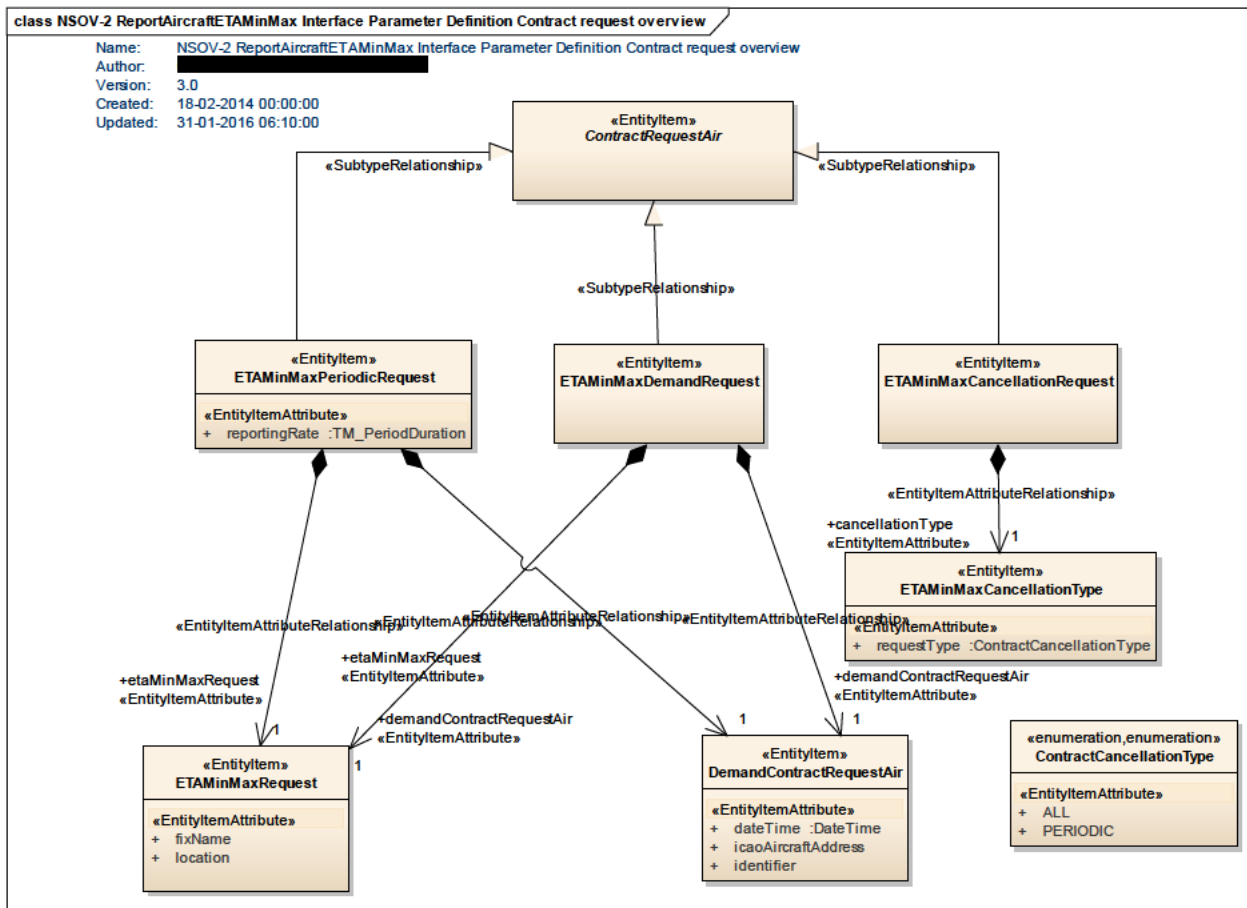 class NSOV-2 ReportAircraftETAMinMax Interface Parameter Definition Contract request overview
Name: NSOV-2 ReportAircraftETAMinMax Interface Parameter Definition Contract request overview
Author:
Version: 3.0
Created: 18-02-2014 00:00:00
Updated: 31-01-2016 06:10:00
«EntityItem»
ContractRequestAir
«SubtypeRelationship»
«SubtypeRelationship»
«SubtypeRelationship»
«EntityItem»
ETAMinMaxPeriodicRequest
«EntityItemAttribute»
+ reportingRate :TM_PeriodDuration
«EntityItem»
ETAMinMaxDemandRequest
«EntityItem»
ETAMinMaxCancellationRequest
«EntityItemAttributeRelationship»
+cancellationType
«EntityItemAttribute»
1
«EntityItem»
ETAMinMaxCancellationType
«EntityItemAttribute»
+ requestType :ContractCancellationType
«EntityItemAttributeRelationship»
«EntityItemAttributeRelationship»
«EntityItemAttributeRelationship»
«EntityItemAttributeRelationship»
+etaMinMaxRequest
«EntityItemAttribute»
1
+etaMinMaxRequest
«EntityItemAttribute»
1
+demandContractRequestAir
«EntityItemAttribute»
1
+demandContractRequestAir
«EntityItemAttribute»
1
«EntityItem»
ETAMinMaxRequest
«EntityItemAttribute»
+ fixName
+ location
«EntityItem»
DemandContractRequestAir
«EntityItemAttribute»
+ dateTime :DateTime
+ icaoAircraftAddress
+ identifier
«enumeration,enumeration»
ContractCancellationType
«EntityItemAttribute»
+ ALL
+ PERIODIC